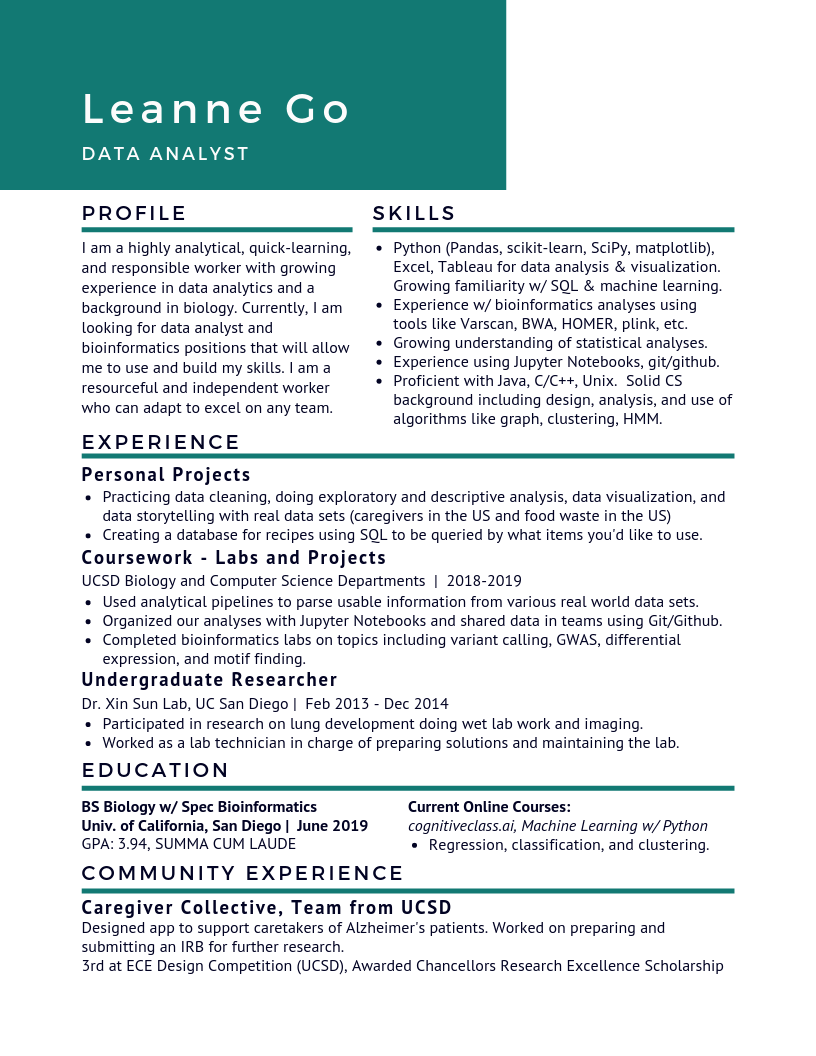 Leanne Go
DATA ANALYST
PROFILE
I am a highly analytical, quick-learning,
and responsible worker with growing
experience in data analytics and a
background in biology. Currently, I am
looking for data analyst and
bioinformatics positions that will allow
me to use and build my skills. I am a
resourceful and independent worker
who can adapt to excel on any team.
SKILLS
• Python (Pandas, scikit-learn, SciPy, matplotlib),
Excel, Tableau for data analysis & visualization.
Growing familiarity w/ SQL & machine learning.
• Experience w/ bioinformatics analyses using
tools like Varscan, BWA, HOMER, plink, etc.
• Growing understanding of statistical analyses.
• Experience using Jupyter Notebooks, git/github.
• Proficient with Java, C/C++, Unix.  Solid CS
background including design, analysis, and use of
algorithms like graph, clustering, HMM.
EXPERIENCE
Personal Projects
• Practicing data cleaning, doing exploratory and descriptive analysis, data visualization, and
data storytelling with real data sets (caregivers in the US and food waste in the US)
• Creating a database for recipes using SQL to be queried by what items you'd like to use.
Coursework - Labs and Projects
UCSD Biology and Computer Science Departments  |  2018-2019
• Used analytical pipelines to parse usable information from various real world data sets.
• Organized our analyses with Jupyter Notebooks and shared data in teams using Git/Github.
• Completed bioinformatics labs on topics including variant calling, GWAS, differential
expression, and motif finding.
Undergraduate Researcher
Dr. Xin Sun Lab, UC San Diego |  Feb 2013 - Dec 2014
• Participated in research on lung development doing wet lab work and imaging.
• Worked as a lab technician in charge of preparing solutions and maintaining the lab.
EDUCATION
BS Biology w/ Spec Bioinformatics
Univ. of California, San Diego |  June 2019
GPA: 3.94, SUMMA CUM LAUDE
Current Online Courses:
cognitiveclass.ai, Machine Learning w/ Python
• Regression, classification, and clustering.
COMMUNITY EXPERIENCE
Caregiver Collective, Team from UCSD
Designed app to support caretakers of Alzheimer's patients. Worked on preparing and
submitting an IRB for further research.
3rd at ECE Design Competition (UCSD), Awarded Chancellors Research Excellence Scholarship